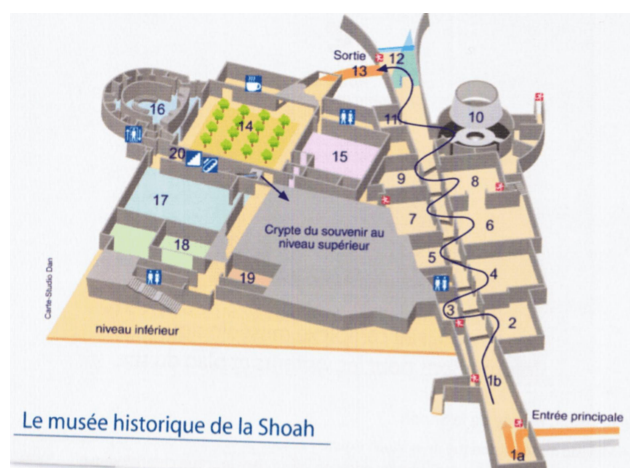 Sortie
12
13
10
16
14
11
15
20
9
8
17
7
6
Crypte du souvenir au
niveau supérieur
5
18
4
19
3
2
Carte-Studio Dan
niveau inférieur
1b
Entrée principale
1a
Le musée historique de la Shoah